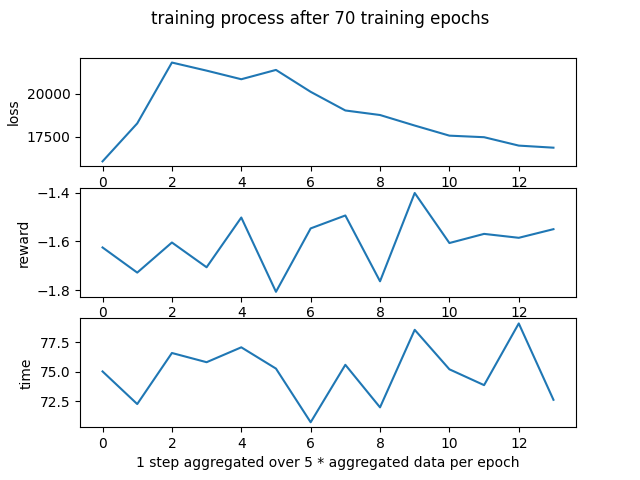 training process after 70 training epochs
20000
17500
loss
0 2 4 6 8 10 12
−1.4
−1.6
−1.8
reward
0 2 4 6 8 10 12
77.5
75.0
72.5
time
0 2 4 6 8 10 12
1 step aggregated over 5 * aggregated data per epoch